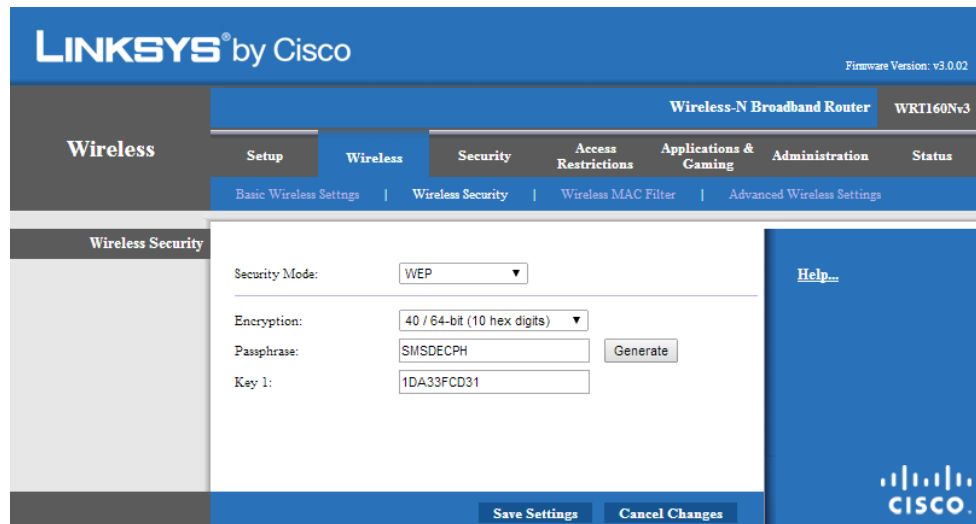 LINKSYS® by Cisco
Firmware Version: v3.0.02
Wireless-N Broadband Router WRT160Nv3
Wireless
Setup Wireless Security Access Restrictions Applications & Gaming Administration Status
Basic Wireless Settngs | Wireless Security | Wireless MAC Filter | Advanced Wireless Settings
Wireless Security
Security Mode: WEP
Help...
Encryption: 40 / 64-bit (10 hex digits)
Passphrase: SMSDECPH Generate
Key 1: 1DA33FCD31
CISCO.
Save Settings Cancel Changes